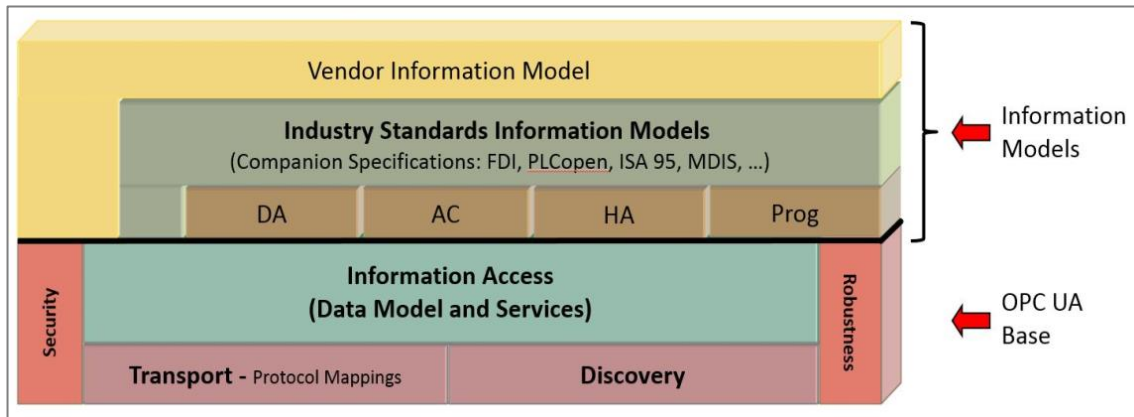 Vendor Information Model
Industry Standards Information Models
(Companion Specifications: FDI, PLCopen, ISA 95, MDIS, ...)
DA
AC
HA
Prog
Information
Models
Security
Information Access
(Data Model and Services)
Robustness
OPC UA
Base
Transport - Protocol Mappings
Discovery